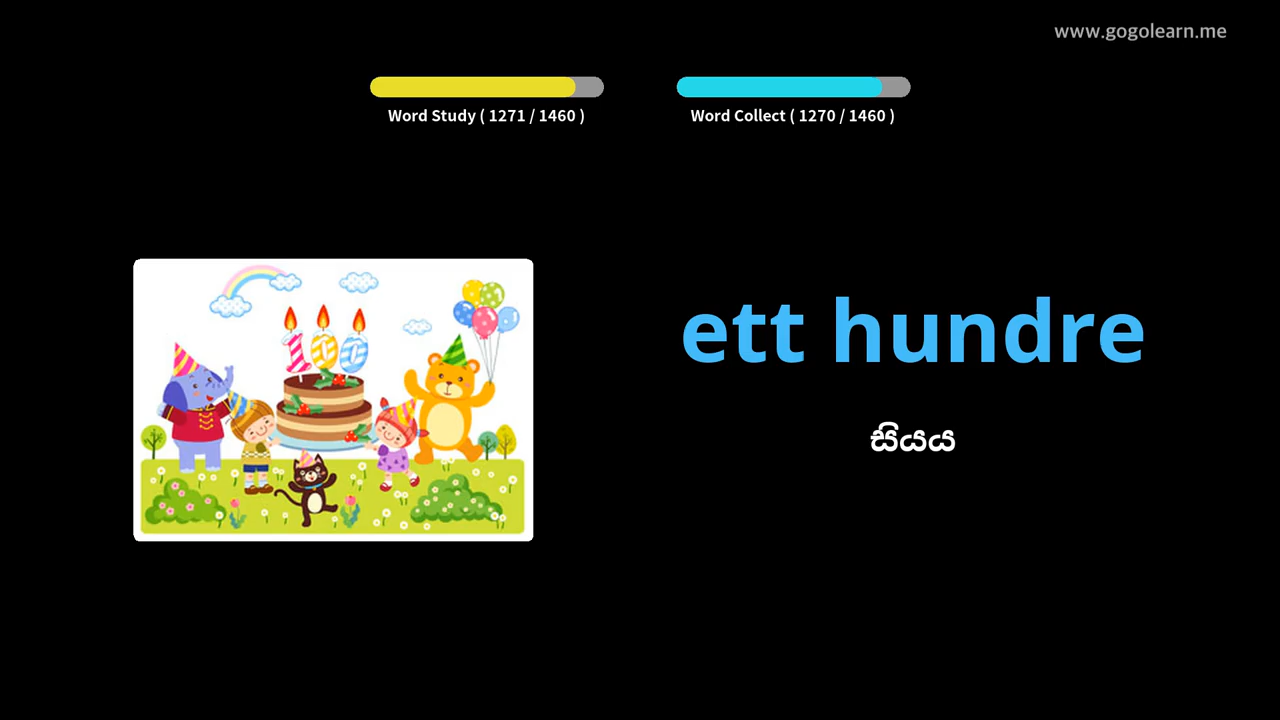 www.gogolearn.me
Word Study ( 1271 / 1460 )
Word Collect ( 1270 / 1460 )
100
ett hundre
සියය